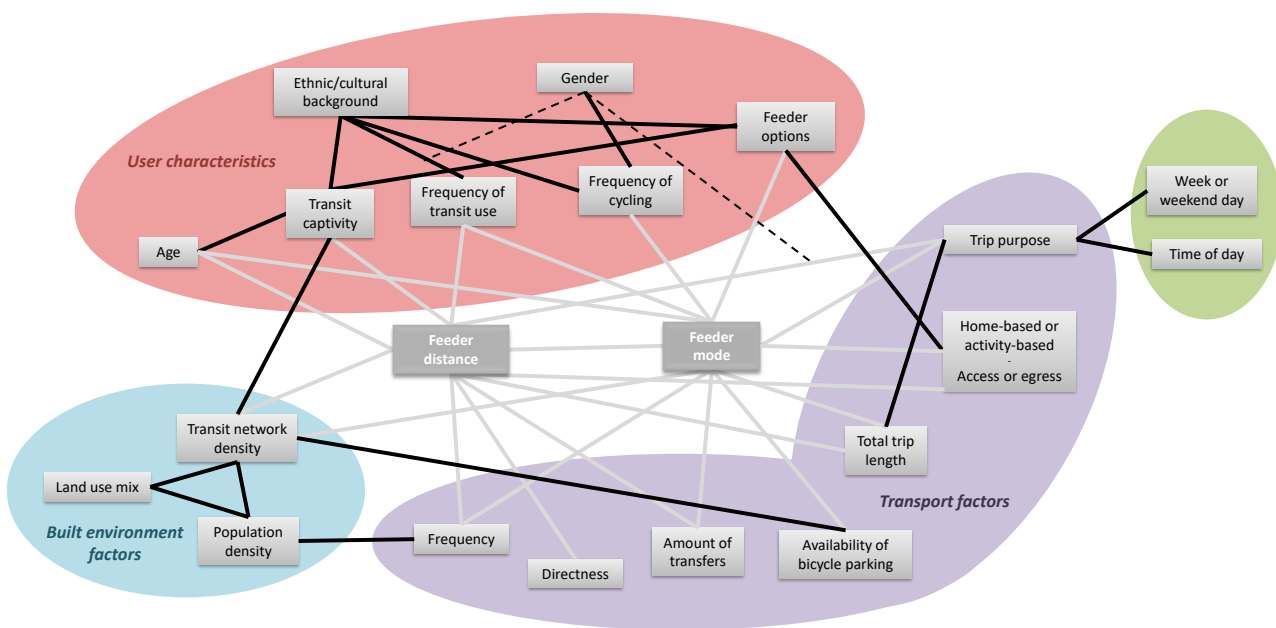 Ethnic/cultural
background
Gender
Feeder
options
User characteristics
Transit
captivity
Frequency of
transit use
Frequency of
cycling
Age
Week or
weekend day
Trip purpose
Time of day
Feeder
distance
Feeder
mode
Home-based or
activity-based
-
Access or egress
Transit network
density
Total trip
length
Land use mix
Transport factors
Built environment
factors
Population
density
Frequency
Directness
Amount of
transfers
Availability of
bicycle parking